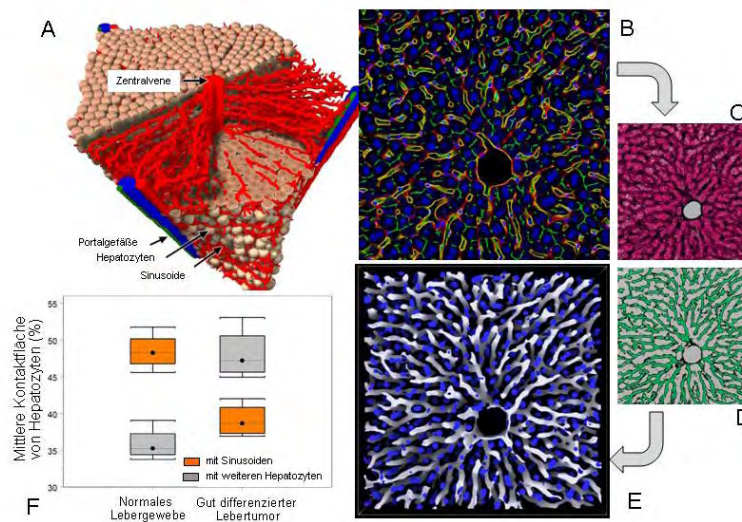 A
Zentralvene
Portalgefäße
Hepatozyten
Sinusoide
B
C
D
E
F
Mittlere Kontaktfläche
von Hepatozyten (%)
55
50
45
40
35
30
mit Sinusoiden
mit weiteren Hepatozyten
Normales
Lebergewebe
Gut differenzierter
Lebertumor